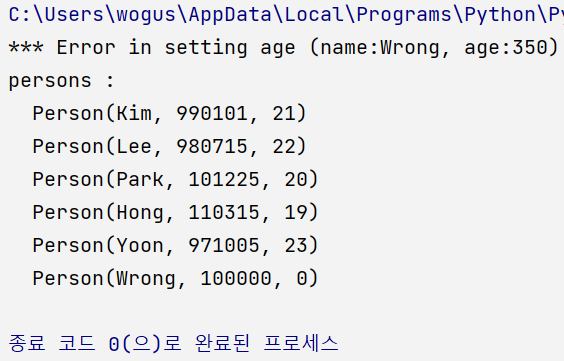 C:\Users\wogus\AppData\Local\Programs\Python\Py
*** Error in setting age (name:Wrong, age:350)
persons :
Person(Kim, 990101, 21)
Person(Lee, 980715, 22)
Person(Park, 101225, 20)
Person(Hong, 110315, 19)
Person(Yoon, 971005, 23)
Person(Wrong, 100000, 0)
종료 코드 0(으)로 완료된 프로세스